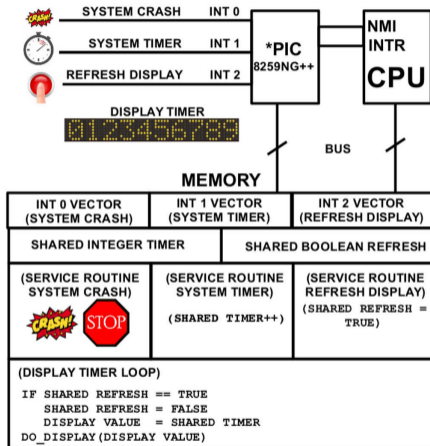 CRASH!
SYSTEM CRASH INT 0
SYSTEM TIMER INT 1
REFRESH DISPLAY INT 2
*PIC
8259NG++
NMI
INTR
CPU
DISPLAY TIMER
0123456789
BUS
MEMORY
INT 0 VECTOR
(SYSTEM CRASH)
INT 1 VECTOR
(SYSTEM TIMER)
INT 2 VECTOR
(REFRESH DISPLAY)
SHARED INTEGER TIMER
SHARED BOOLEAN REFRESH
(SERVICE ROUTINE
SYSTEM CRASH)
CRASH!
STOP
(SERVICE ROUTINE
SYSTEM TIMER)
(SHARED TIMER++)
(SERVICE ROUTINE
REFRESH DISPLAY)
(SHARED REFRESH =
TRUE)
(DISPLAY TIMER LOOP)
IF SHARED REFRESH == TRUE
SHARED REFRESH = FALSE
DISPLAY VALUE = SHARED TIMER
DO_DISPLAY(DISPLAY VALUE)